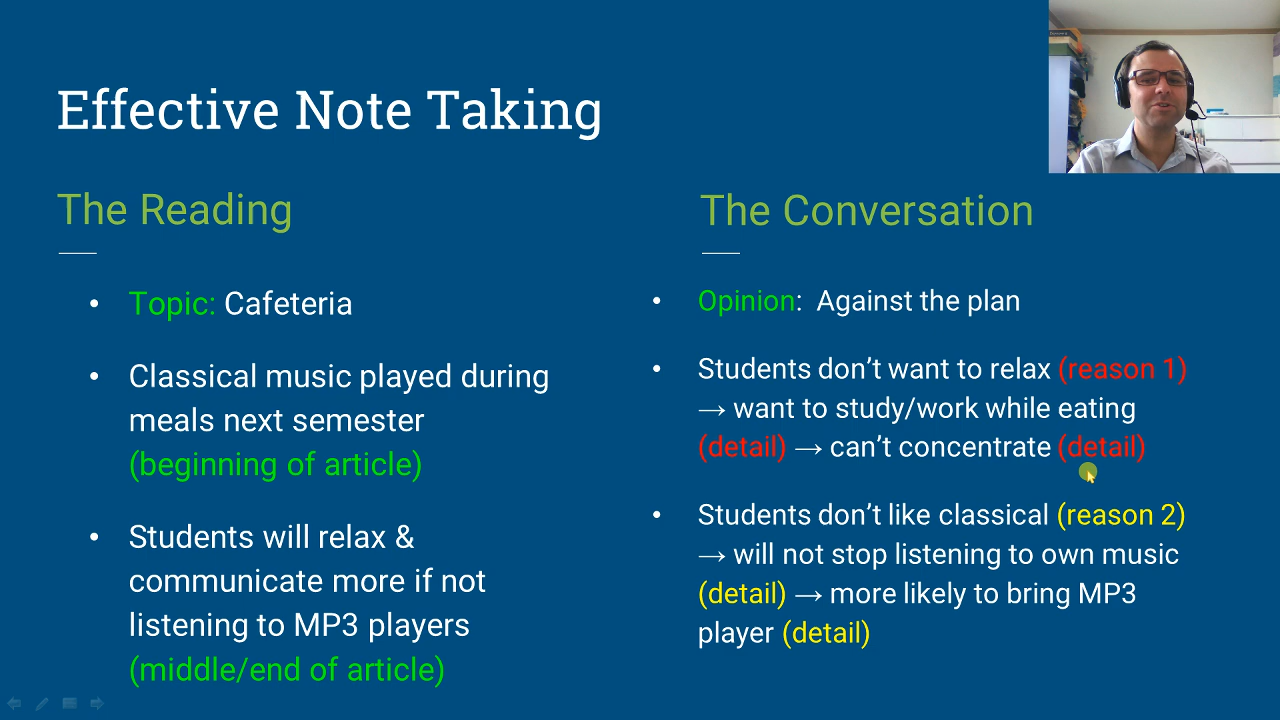 Effective Note Taking
The Reading
• Topic: Cafeteria
• Classical music played during
meals next semester
(beginning of article)
• Students will relax &
communicate more if not
listening to MP3 players
(middle/end of article)
The Conversation
• Opinion:  Against the plan
• Students don’t want to relax (reason 1)
→ want to study/work while eating
(detail) → can’t concentrate (detail)
• Students don’t like classical (reason 2)
→ will not stop listening to own music
(detail) → more likely to bring MP3
player (detail)